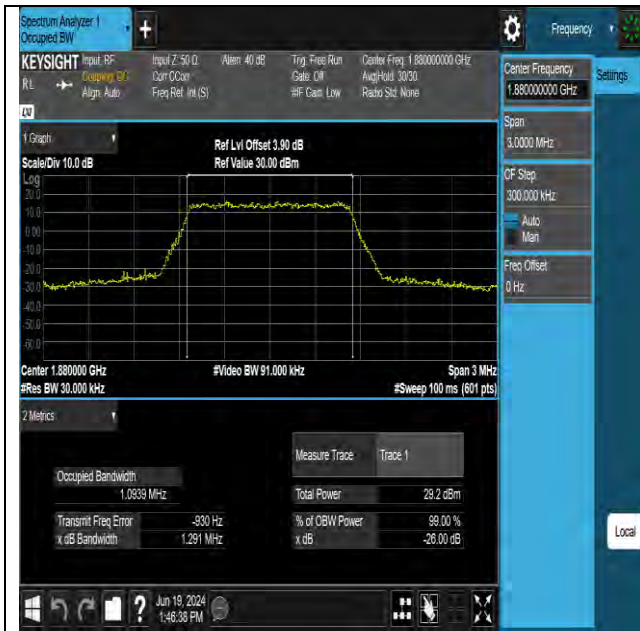 Spectrum Analyzer 1
Occupied BW
Frequency
KEYSIGHT Input: RF Input Z: 50 Ω Atten: 40 dB Trig: Free Run Center Freq: 1.880000000 GHz
RL Coupling: DC Corr CCorr Gate: Off Avg|Hold: 30/30
Align: Auto Freq Ref: Int (S) #IF Gain: Low Radio Std: None
Center Frequency
1.880000000 GHz
Settings
Span
3.0000 MHz
CF Step
300.000 kHz
Auto
Man
Freq Offset
0 Hz
1 Graph
Ref Lvl Offset 3.90 dB
Scale/Div 10.0 dB Ref Value 30.00 dBm
Log
20.0
10.0
0.00
-10.0
-20.0
-30.0
-40.0
-50.0
-60.0
Center 1.880000 GHz #Video BW 91.000 kHz Span 3 MHz
#Res BW 30.000 kHz #Sweep 100 ms (601 pts)
2 Metrics
Measure Trace Trace 1
Occupied Bandwidth
1.0939 MHz
Total Power 29.2 dBm
Transmit Freq Error -930 Hz % of OBW Power 99.00 %
x dB Bandwidth 1.291 MHz x dB -26.00 dB
Local
Jun 19, 2024
1:46:38 PM